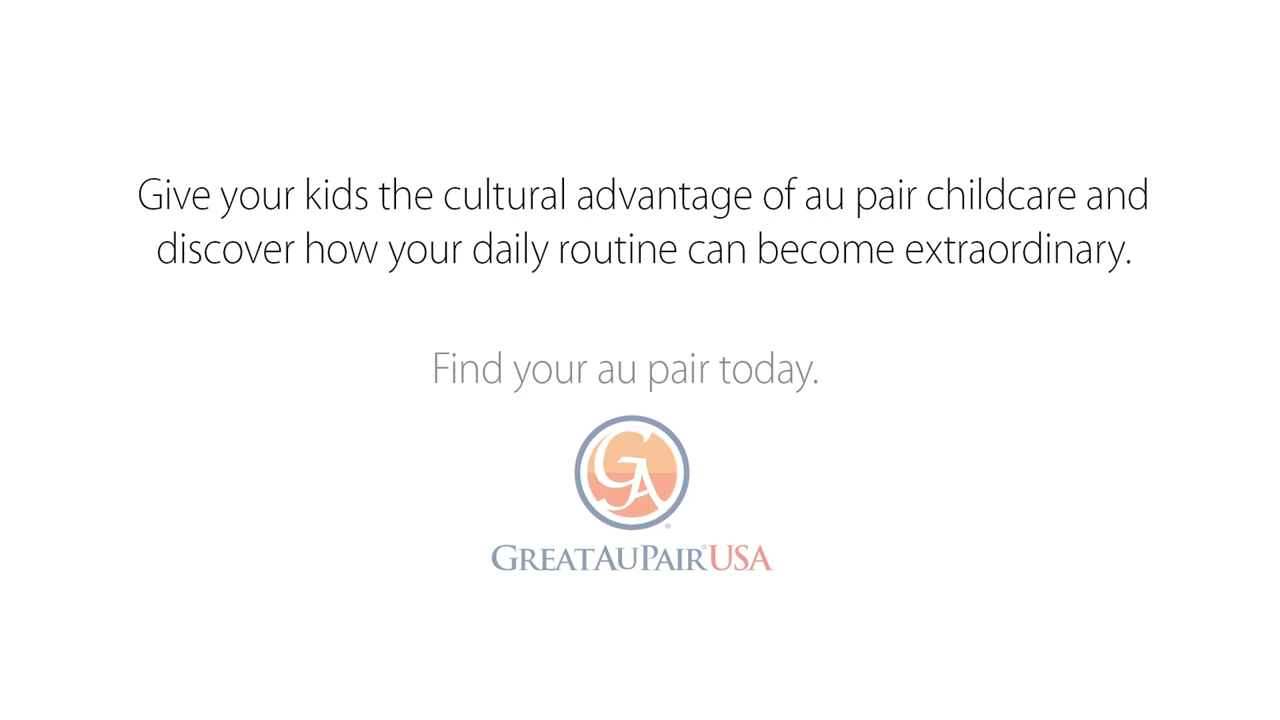 Give your kids the cultural advantage of au pair childcare and
discover how your daily routine can become extraordinary.
Find your au pair today.
GA®
GREATAUPAIR®USA